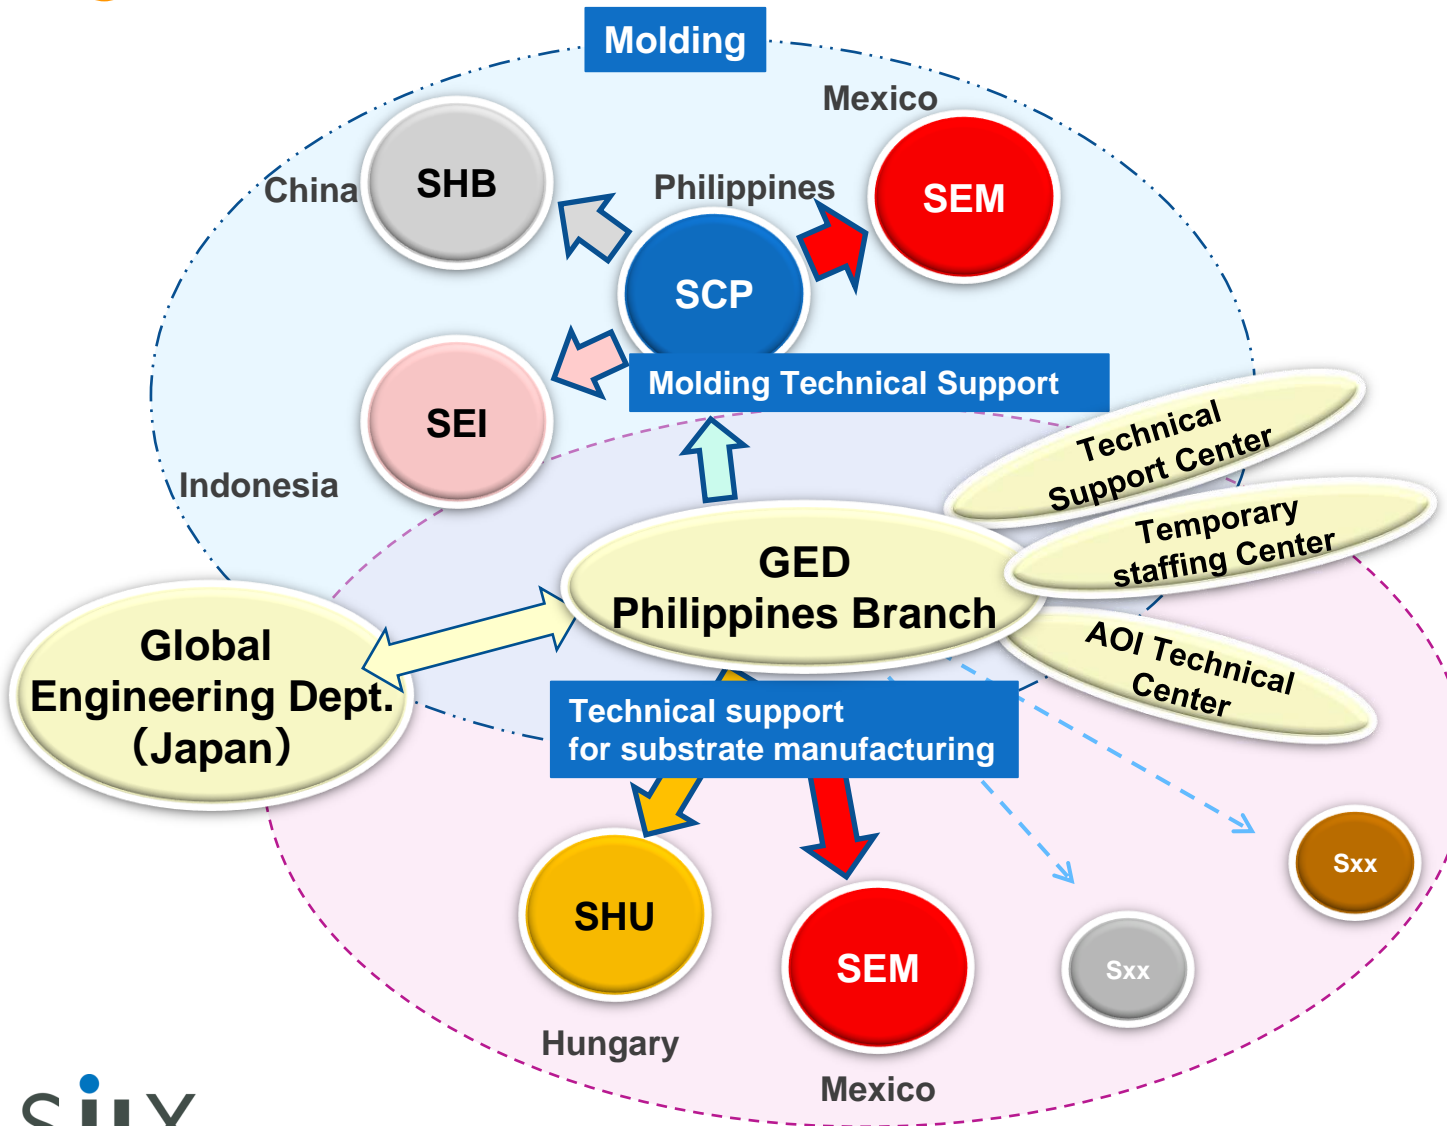 Molding
Mexico
China
SHB
Philippines
SEM
SCP
Molding Technical Support
SEI
Indonesia
Technical
Support Center
Temporary
staffing Center
GED
Philippines Branch
AOI Technical
Center
Global
Engineering Dept.
（Japan）
Technical support
for substrate manufacturing
SHU
SEM
Sxx
Sxx
Hungary
Mexico
SIIX